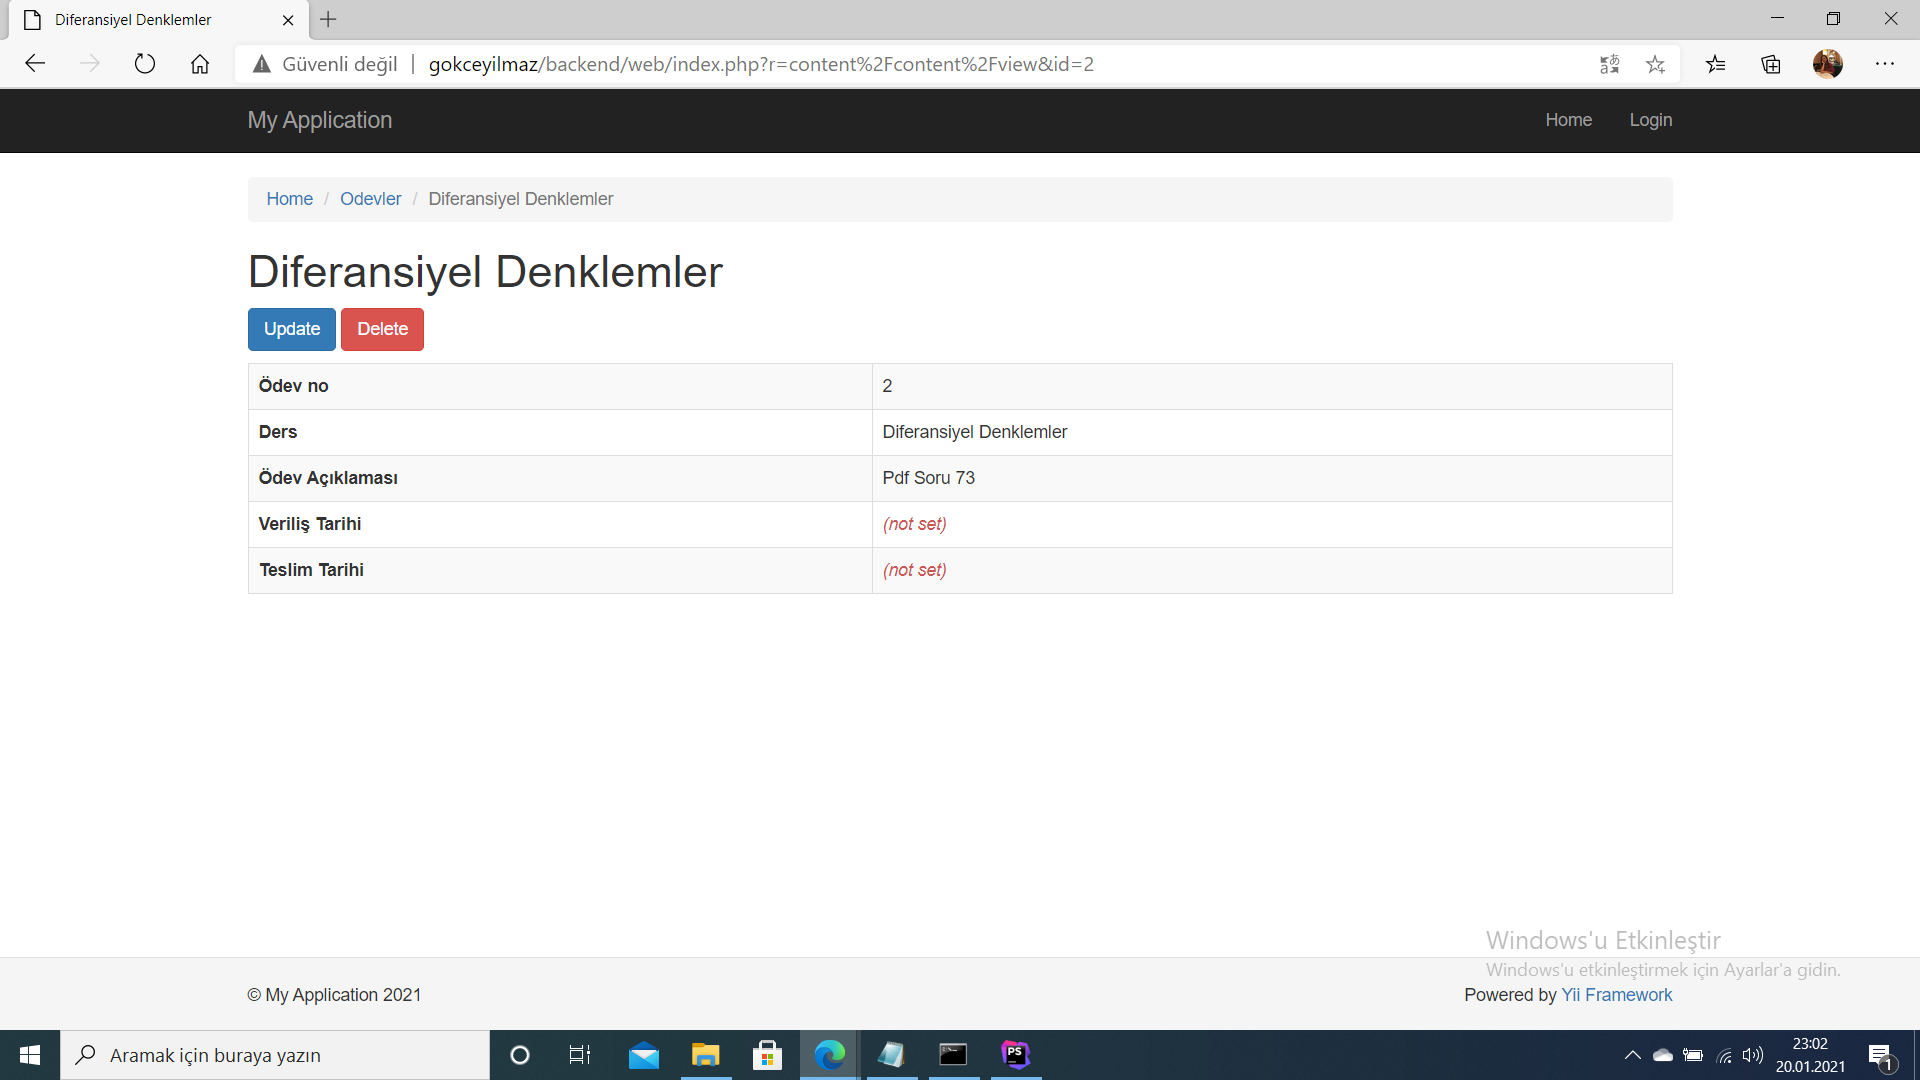 Diferansiyel Denklemler
Güvenli değil | gokceyilmaz/backend/web/index.php?r=content%2Fcontent%2Fview&id=2
My Application Home Login
Home / Odevler / Diferansiyel Denklemler
Diferansiyel Denklemler
Update Delete
Ödev no 2
Ders Diferansiyel Denklemler
Ödev Açıklaması Pdf Soru 73
Veriliş Tarihi (not set)
Teslim Tarihi (not set)
Windows'u Etkinleştir
Windows'u etkinleştirmek için Ayarlar'a gidin.
© My Application 2021 Powered by Yii Framework
Aramak için buraya yazın
PS
23:02
20.01.2021
1